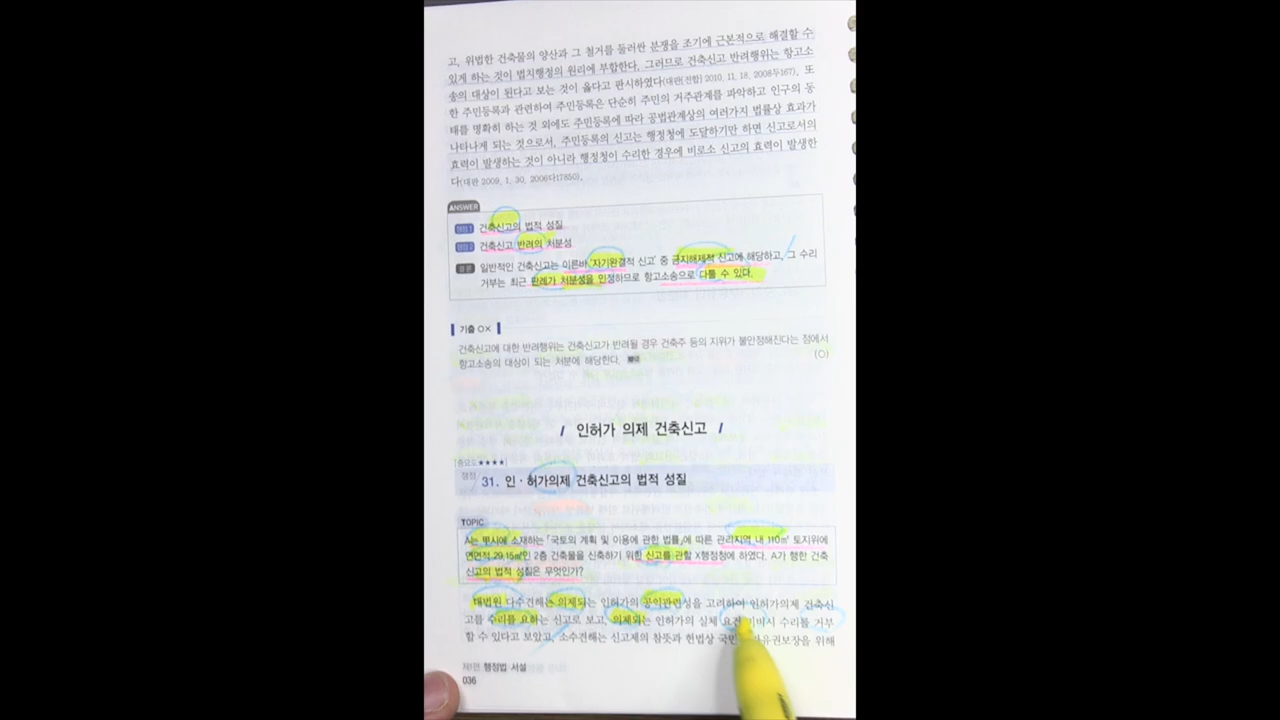 고, 위법한 건축물의 양산과 그 철거를 둘러싼 분쟁을 조기에 근본적으로 해결할 수
있게 하는 것이 법치행정의 원리에 부합한다. 그러므로 건축신고 반려행위는 항고소
송의 대상이 된다고 보는 것이 옳다고 판시하였다(대판[전합] 2010. 11. 18, 2008두167). 또
한 주민등록과 관련하여 주민등록은 단순히 주민의 거주관계를 파악하고 인구의 동
태를 명확히 하는 것 외에도 주민등록에 따라 공법관계상의 여러가지 법률상 효과가
나타나게 되는 것으로서, 주민등록의 신고는 행정청에 도달하기만 하면 신고로서의
효력이 발생하는 것이 아니라 행정청이 수리한 경우에 비로소 신고의 효력이 발생한
다(대판 2009. 1. 30, 2006다17850).
ANSWER
쟁점1 건축신고의 법적 성질
쟁점2 건축신고 반려의 처분성
결론 일반적인 건축신고는 이른바 '자기완결적 신고' 중 금지해제적 신고에 해당하고, 그 수리
거부는 최근 판례가 처분성을 인정하므로 항고소송으로 다툴 수 있다.
기출 O×
건축신고에 대한 반려행위는 건축신고가 반려될 경우 건축주 등의 지위가 불안정해진다는 점에서
항고소송의 대상이 되는 처분에 해당한다. (O)
인허가 의제 건축신고
[중요도 ★★★★]
쟁점 31. 인·허가의제 건축신고의 법적 성질
TOPIC
A는 B시에 소재하는 「국토의 계획 및 이용에 관한 법률」에 따른 관리지역 내 110㎡ 토지위에
연면적 29.15㎡인 2층 건축물을 신축하기 위한 신고를 관할 X행정청에 하였다. A가 행한 건축
신고의 법적 성질은 무엇인가?
대법원 다수견해는 의제되는 인허가의 공익관련성을 고려하여 인허가의제 건축신
고를 수리를 요하는 신고로 보고, 의제되는 인허가의 실체 요건 미비시 수리를 거부
할 수 있다고 보았고, 소수견해는 신고제의 참뜻과 헌법상 보장을 위해
제1편 행정법 서설
036